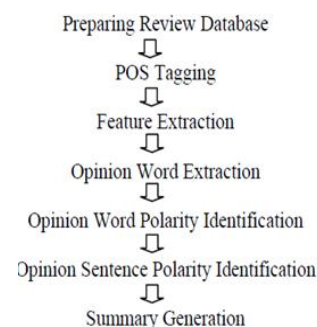 Preparing Review Database
POS Tagging
Feature Extraction
Opinion Word Extraction
Opinion Word Polarity Identification
Opinion Sentence Polarity Identification
Summary Generation